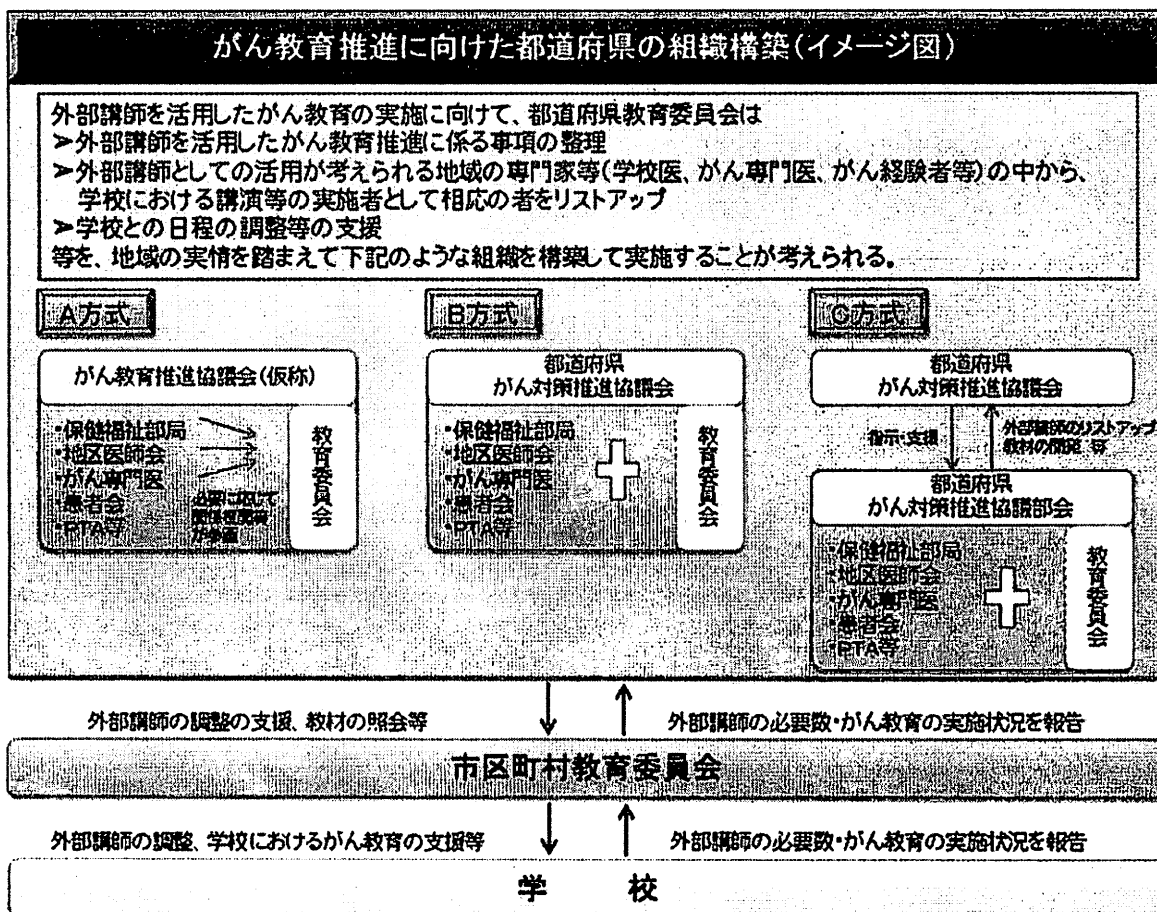 がん教育推進に向けた都道府県の組織構築(イメージ図)
外部講師を活用したがん教育の実施に向けて、都道府県教育委員会は
➢外部講師を活用したがん教育推進に係る事項の整理
➢外部講師としての活用が考えられる地域の専門家等(学校医、がん専門医、がん経験者等)の中から、
学校における講演等の実施者として相応の者をリストアップ
➢学校との日程の調整等の支援
等を、地域の実情を踏まえて下記のような組織を構築して実施することが考えられる。
A方式
がん教育推進協議会(仮称)
・保健福祉部局
・地区医師会
・がん専門医
・患者会
・PTA等
必要に応じて
関係程度等
が参画
教育委員会
B方式
都道府県
がん対策推進協議会
・保健福祉部局
・地区医師会
・がん専門医
・患者会
・PTA等
教育委員会
C方式
都道府県
がん対策推進協議会
指示・支援
外部講師のリストアップ
教材の開発 等
都道府県
がん対策推進協議部会
・保健福祉部局
・地区医師会
・がん専門医
・患者会
・PTA等
教育委員会
外部講師の調整の支援、教材の照会等
外部講師の必要数・がん教育の実施状況を報告
市区町村教育委員会
外部講師の調整、学校におけるがん教育の支援等
外部講師の必要数・がん教育の実施状況を報告
学 校